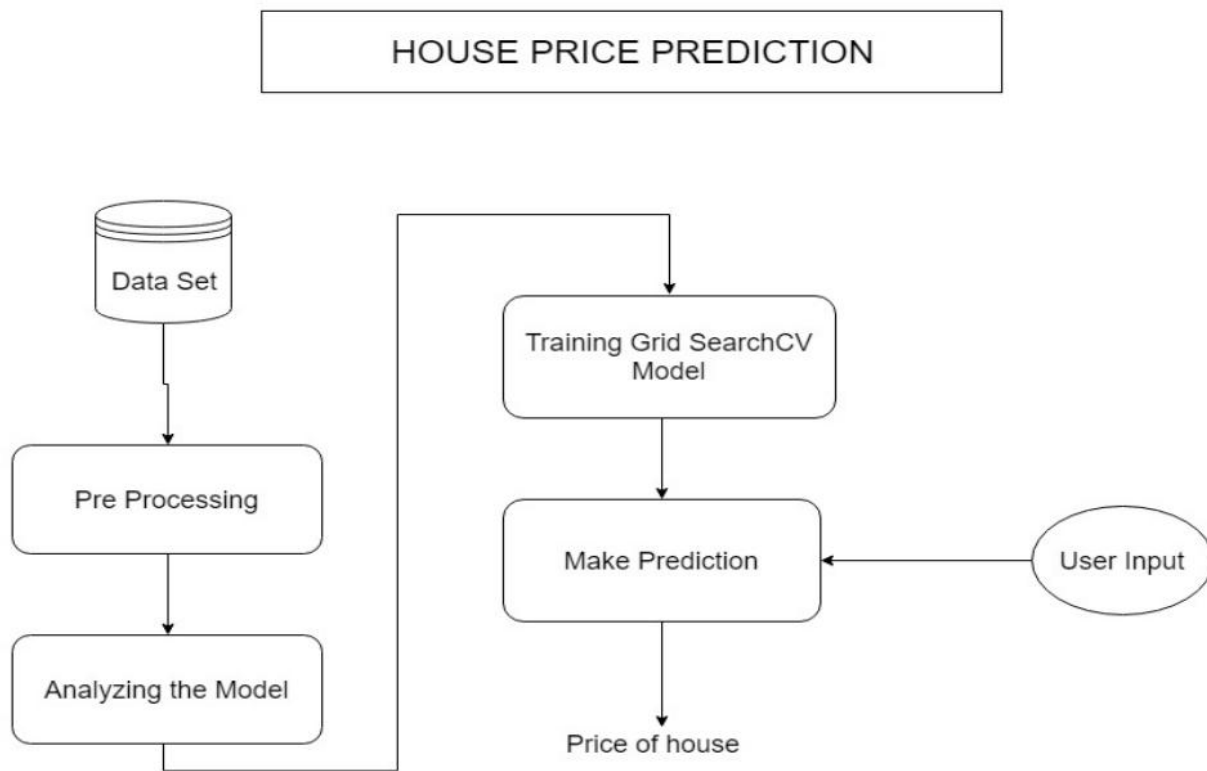 HOUSE PRICE PREDICTION
Data Set
Pre Processing
Analyzing the Model
Training Grid SearchCV
Model
Make Prediction
User Input
Price of house